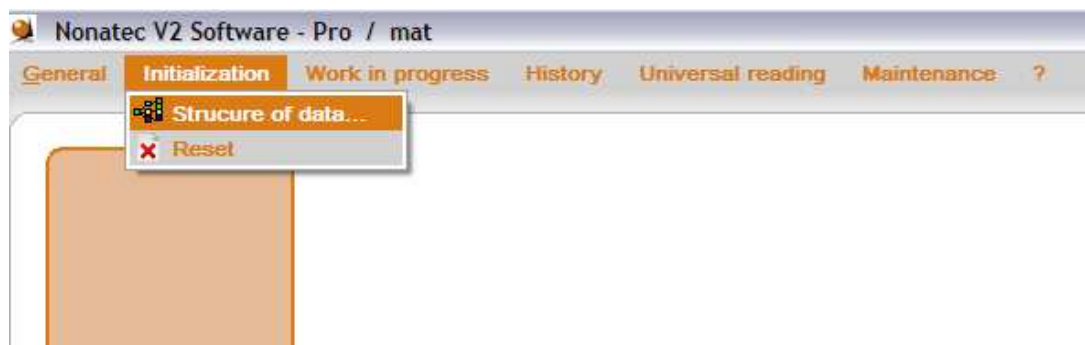 Nonatec V2 Software - Pro / mat
General Initialization Work in progress History Universal reading Maintenance ?
Strucure of data...
Reset